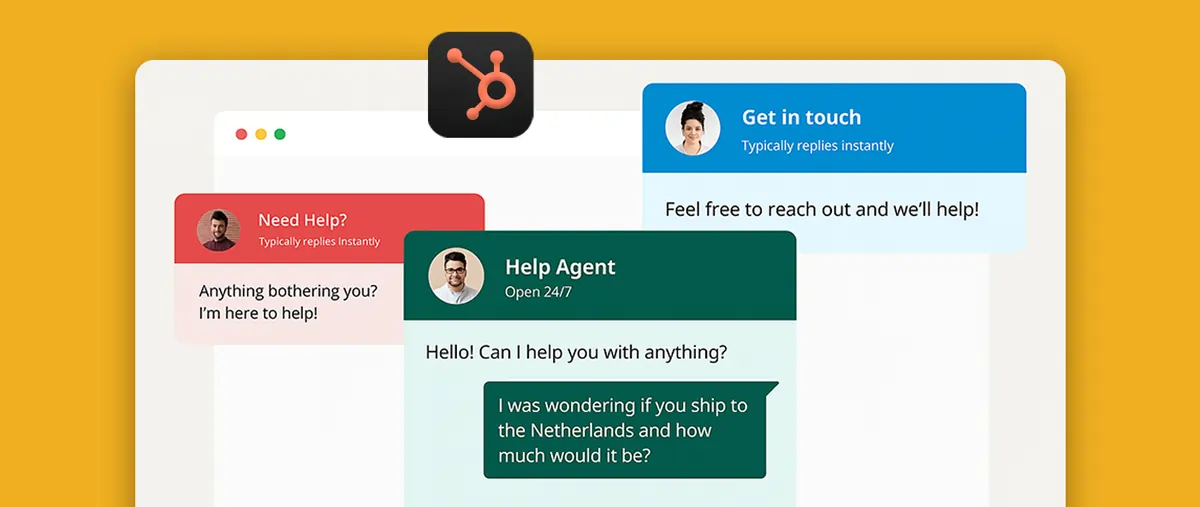 Get in touch
Typically replies instantly
Feel free to reach out and we'll help!
Need Help?
Typically replies Instantly
Anything bothering you?
I'm here to help!
Help Agent
Open 24/7
Hello! Can I help you with anything?
I was wondering if you ship to
the Netherlands and how
much would it be?